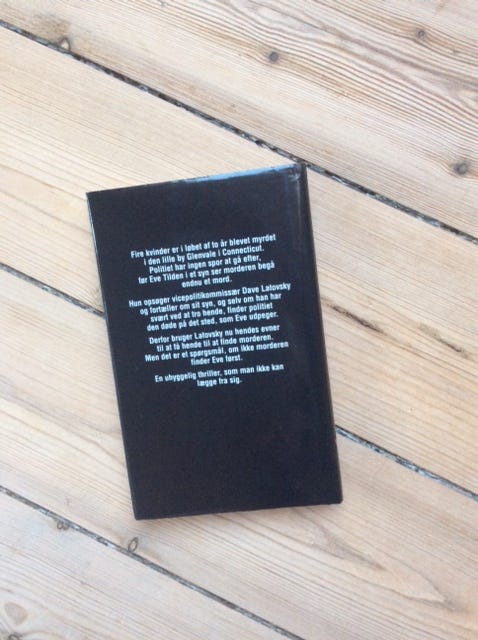 Fire kvinder er i løbet af to år blevet myrdet
i den lille by Glenvale i Connecticut.
Politiet har ingen spor at gå efter,
før Eve Tilden i et syn ser morderen begå
endnu et mord.
Hun opsøger vicepolitikommissær Dave Latovsky
og fortæller om sit syn, og selv om han har
svært ved at tro hende, finder politiet
den døde på det sted, som Eve udpeger.
Derfor bruger Latovsky nu hendes evner
til at få hende til at finde morderen.
Men det er et spørgsmål, om ikke morderen
finder Eve først.
En uhyggelig thriller, som man ikke kan
lægge fra sig.